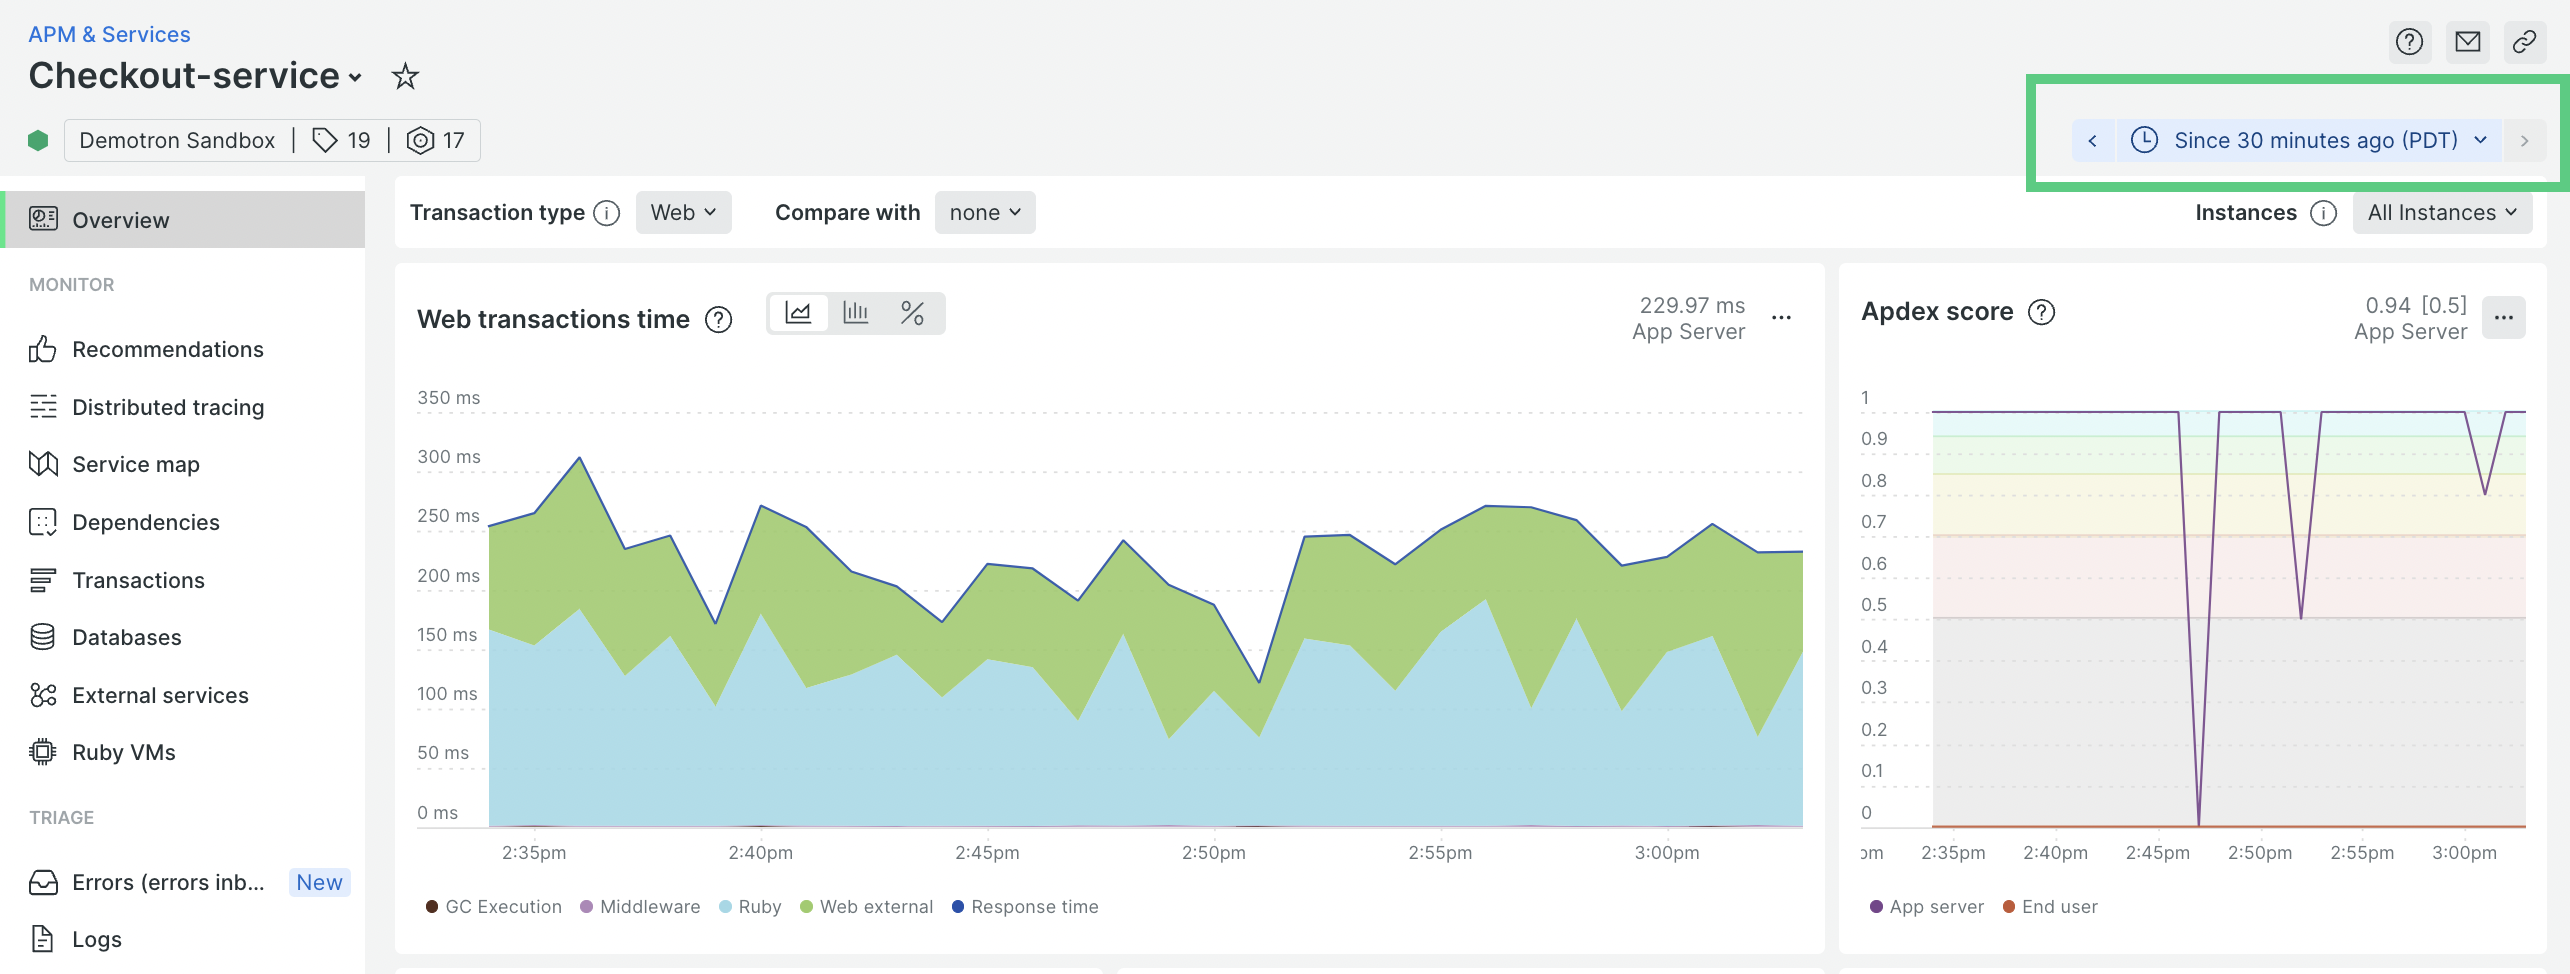 APM & Services
Checkout-service
Demotron Sandbox | 19 | 17
Since 30 minutes ago (PDT)
Overview
MONITOR
Recommendations
Distributed tracing
Service map
Dependencies
Transactions
Databases
External services
Ruby VMs
TRIAGE
Errors (errors inb... New
Logs
Transaction type Web Compare with none
Instances All Instances
Web transactions time
%
229.97 ms
App Server
350 ms
300 ms
250 ms
200 ms
150 ms
100 ms
50 ms
0 ms
2:35pm 2:40pm 2:45pm 2:50pm 2:55pm 3:00pm
GC Execution Middleware Ruby Web external Response time
Apdex score
0.94 [0.5]
App Server
1
0.9
0.8
0.7
0.6
0.5
0.4
0.3
0.2
0.1
0
pm 2:35pm 2:40pm 2:45pm 2:50pm 2:55pm 3:00pm
App server End user